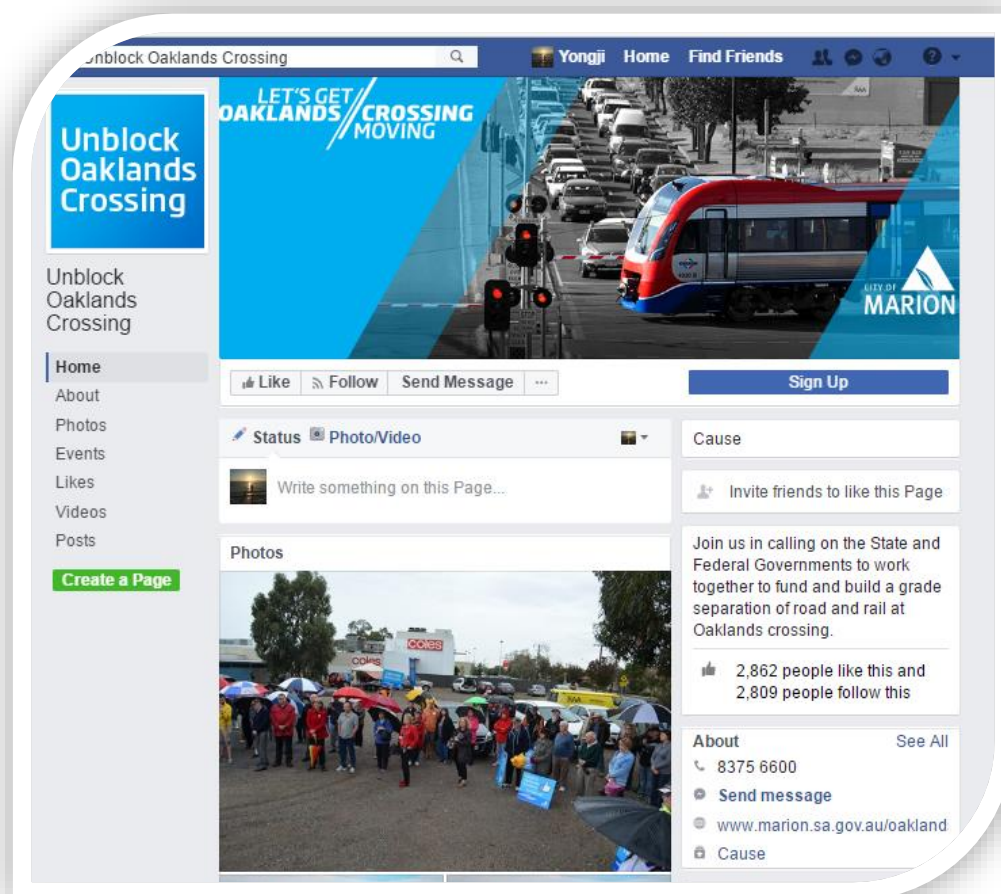 Unblock Oaklands Crossing
Yongji Home Find Friends
Unblock
Oaklands
Crossing
LET'S GET
OAKLANDS//CROSSING
MOVING
CITY OF
MARION
Unblock
Oaklands
Crossing
Home
About
Photos
Events
Likes
Videos
Posts
Create a Page
Like Follow Send Message ...
Sign Up
Status Photo/Video
Write something on this Page...
Photos
coles
coles
Cause
Invite friends to like this Page
Join us in calling on the State and
Federal Governments to work
together to fund and build a grade
separation of road and rail at
Oaklands crossing.
2,862 people like this and
2,809 people follow this
About See All
8375 6600
Send message
www.marion.sa.gov.au/oakland
Cause